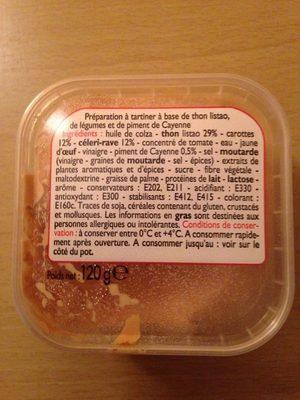 Préparation à tartiner à base de thon listao,
de légumes et de piment de Cayenne
Ingrédients : huile de colza - thon listao 29% - carottes
12% - céleri-rave 12% - concentré de tomate - eau - jaune
d'œuf - vinaigre - piment de Cayenne 0,5% - sel - moutarde
(vinaigre - graines de moutarde - sel - épices) - extraits de
plantes aromatiques et d'épices - sucre - fibre végétale -
maltodextrine - graisse de palme - protéines de lait - lactose -
arôme - conservateurs : E202, E211 - acidifiant : E330 -
antioxydant : E300 - stabilisants : E412, E415 - colorant :
E160c. Traces de soja, céréales contenant du gluten, crustacés
et mollusques. Les informations en gras sont destinées aux
personnes allergiques ou intolérantes. Conditions de conser-
vation : à conserver entre 0°C et +4°C. A consommer rapide-
ment après ouverture. A consommer jusqu'au : voir sur le
côté du pot.
Poids net : 120 g ℮